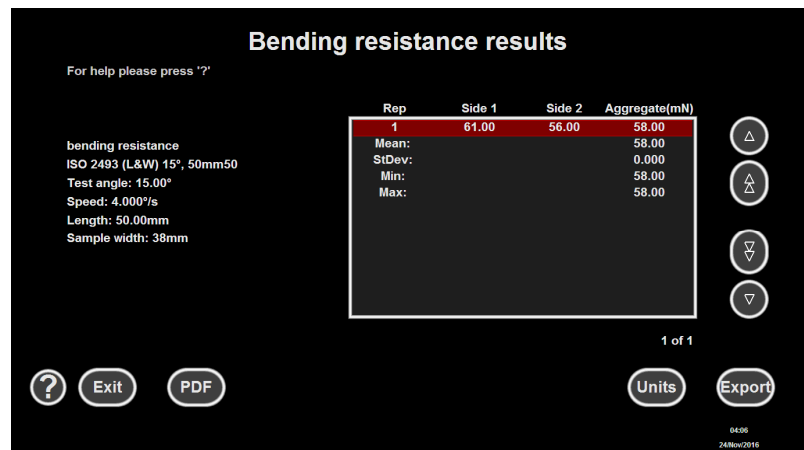 Bending resistance results
For help please press '?'
Rep Side 1 Side 2 Aggregate(mN)
1 61.00 56.00 58.00
Mean: 58.00
StDev: 0.000
Min: 58.00
Max: 58.00
bending resistance
ISO 2493 (L&W) 15º, 50mm50
Test angle: 15.00º
Speed: 4.000º/s
Length: 50.00mm
Sample width: 38mm
1 of 1
? Exit PDF Units Export
04:06
24/Nov/2016